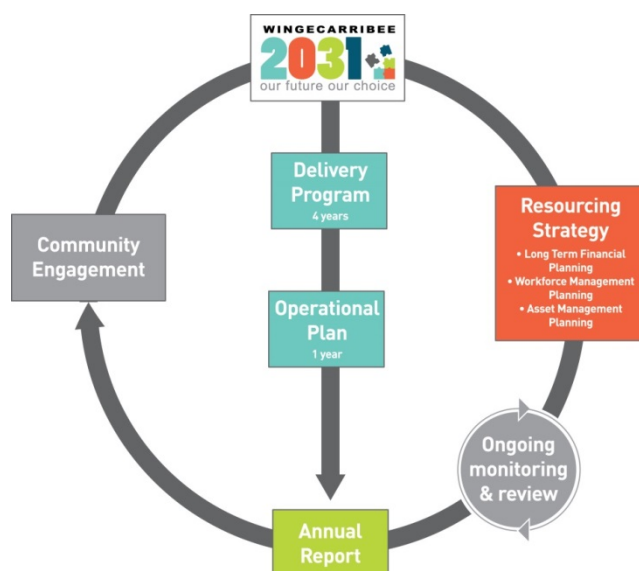 WINGECARRIBEE
2031
our future our choice
Delivery
Program
4 years
Operational
Plan
1 year
Community
Engagement
Resourcing
Strategy
• Long Term Financial
Planning
• Workforce Management
Planning
• Asset Management
Planning
Ongoing
monitoring
& review
Annual
Report